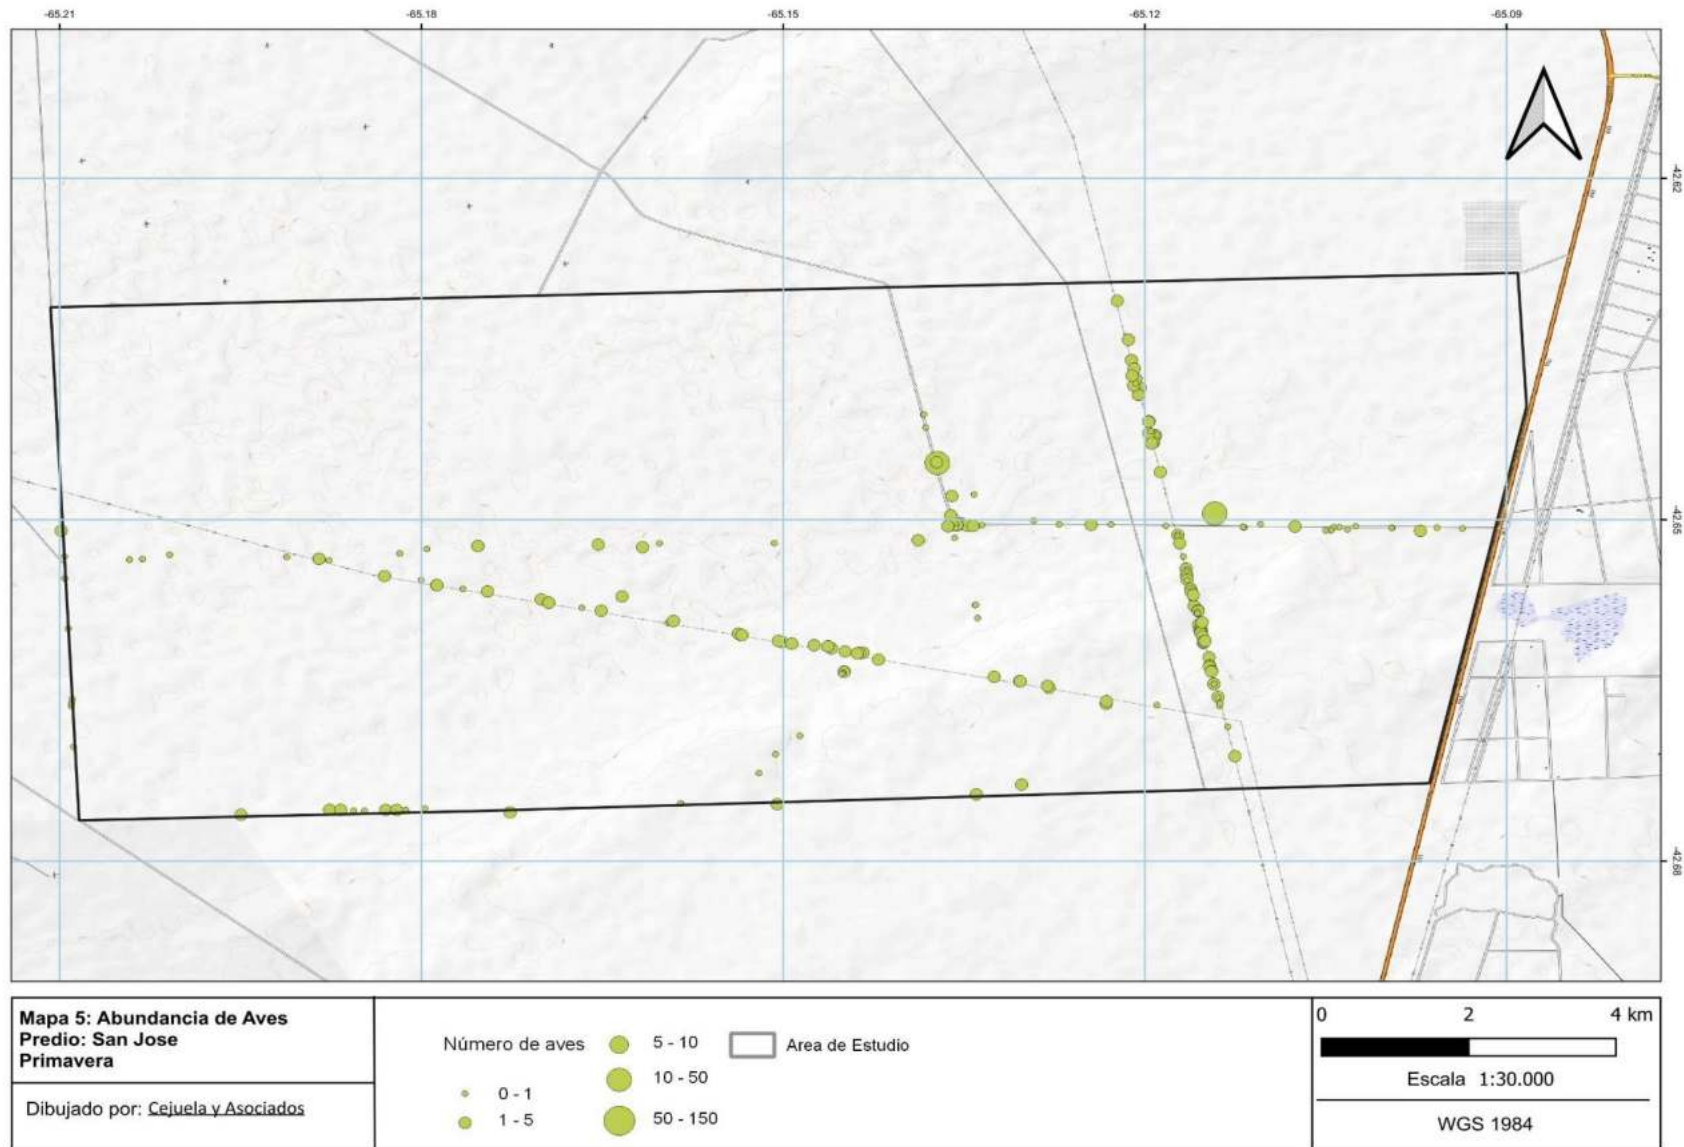 -65.21
-65.18
-65.15
-65.12
-65.09
-42.62
-42.65
-42.68
Mapa 5: Abundancia de Aves
Predio: San Jose
Primavera
Dibujado por: Cejuela y Asociados
Número de aves
0 - 1
1 - 5
5 - 10
10 - 50
50 - 150
Area de Estudio
0 2 4 km
Escala 1:30.000
WGS 1984